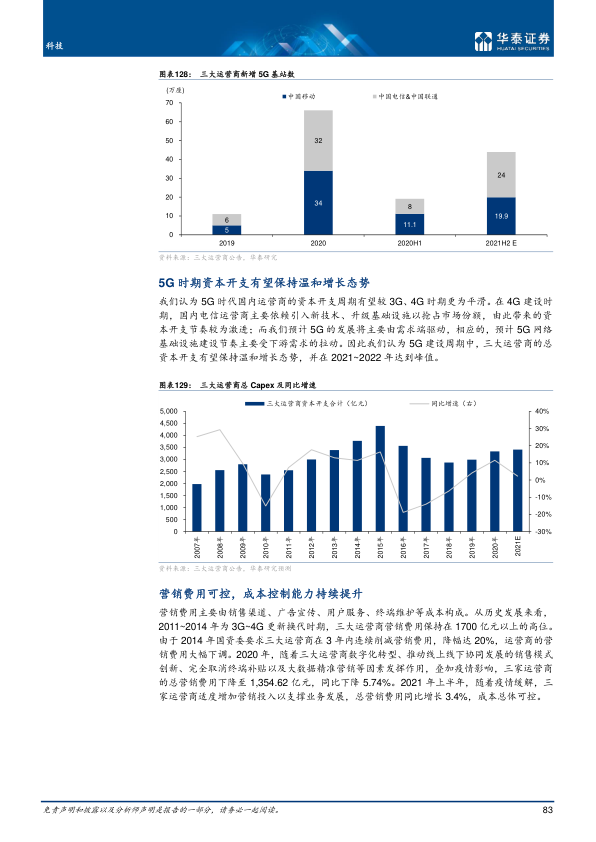 华泰证券
HUATAI SECURITIES
科技
图表128： 三大运营商新增 5G 基站数
(万座)
中国移动 中国电信&中国联通
70
60
50
40
30
20
10
0
6
5
32
34
8
11.1
24
19.9
2019 2020 2020H1 2021H2 E
资料来源：三大运营商公告，华泰研究
5G 时期资本开支有望保持温和增长态势
我们认为 5G 时代国内运营商的资本开支周期有望较 3G、4G 时期更为平滑。在 4G 建设时
期，国内电信运营商主要依赖引入新技术、升级基础设施以抢占市场份额，由此带来的资
本开支节奏较为激进；而我们预计 5G 的发展将主要由需求端驱动，相应的，预计 5G 网络
基础设施建设节奏主要受下游需求的拉动。因此我们认为 5G 建设周期中，三大运营商的总
资本开支有望保持温和增长态势，并在 2021~2022 年达到峰值。
图表129： 三大运营商总 Capex 及同比增速
三大运营商资本开支合计（亿元） 同比增速（右）
5,000
4,500
4,000
3,500
3,000
2,500
2,000
1,500
1,000
500
0
40%
30%
20%
10%
0%
-10%
-20%
-30%
2007年 2008年 2009年 2010年 2011年 2012年 2013年 2014年 2015年 2016年 2017年 2018年 2019年 2020年 2021E
资料来源：三大运营商公告，华泰研究预测
营销费用可控，成本控制能力持续提升
营销费用主要由销售渠道、广告宣传、用户服务、终端维护等成本构成。从历史发展来看，
2011~2014 年为 3G~4G 更新换代时期，三大运营商营销费用保持在 1700 亿元以上的高位。
由于 2014 年国资委要求三大运营商在 3 年内连续削减营销费用，降幅达 20%，运营商的营
销费用大幅下调。2020 年，随着三大运营商数字化转型、推动线上线下协同发展的销售模式
创新、完全取消终端补贴以及大数据精准营销等因素发挥作用，叠加疫情影响，三家运营商
的总营销费用下降至 1,354.62 亿元，同比下降 5.74%。2021 年上半年，随着疫情缓解，三
家运营商适度增加营销投入以支撑业务发展，总营销费用同比增长 3.4%，成本总体可控。
免责声明和披露以及分析师声明是报告的一部分，请务必一起阅读。 83